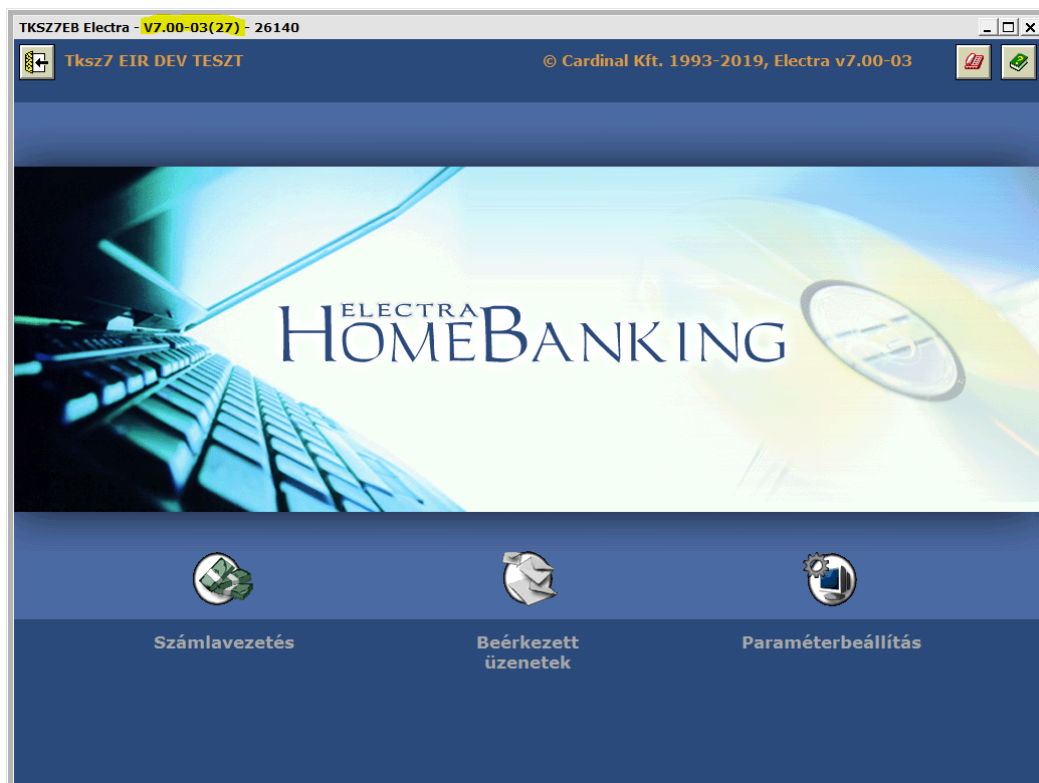 TKSZ7EB Electra - V7.00-03(27) - 26140
Tksz7 EIR DEV TESZT
© Cardinal Kft. 1993-2019, Electra v7.00-03
ELECTRA
HOMEBANKING
Számlavezetés
Beérkezett
üzenetek
Paraméterbeállítás